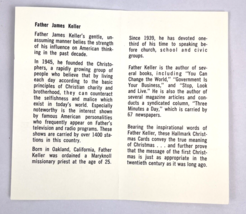 Father James Keller
Father James Keller's gentle, un-
assuming manner belies the strength
of his influence on American think-
ing in the past decade.
In 1945, he founded the Christo-
phers, a rapidly growing group of
people who believe that by living
each day according to the basic
principles of Christian charity and
brotherhood, they can counteract
the selfishness and malice which
exist in today's world. Especially
noteworthy is the interest shown
by famous American personalities
who frequently appear on Father's
television and radio programs. These
shows are carried by over 1400 sta-
tions in this country.
Born in Oakland, California, Father
Keller was ordained a Maryknoll
missionary priest at the age of 25.
Since 1939, he has devoted one-
third of his time to speaking be-
fore church, school and civic
groups.
Father Keller is the author of sev-
eral books, including "You Can
Change the World," "Government Is
Your Business," and "Stop, Look
and Live." He is also the author of
several magazine articles and con-
ducts a syndicated column, "Three
Minutes a Day," which is carried by
67 newspapers.
Bearing the inspirational words of
Father Keller, these Hallmark Christ-
mas Cards convey the true meaning
of Christmas . . . and further prove
that the message of the first Christ-
mas is just as appropriate in the
twentieth century as it was long ago.